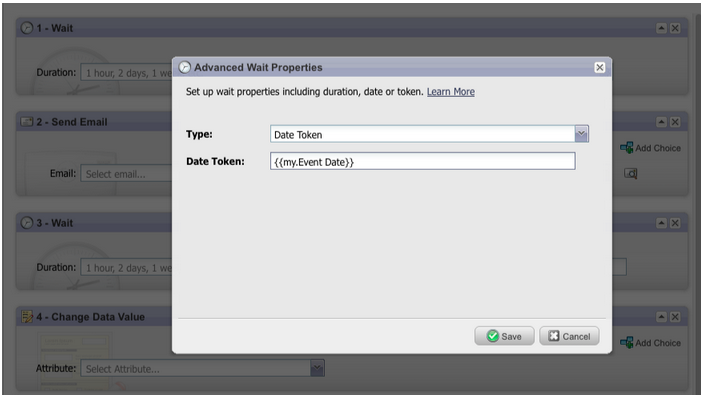 1 - Wait
Duration: 1 hour, 2 days, 1 we
Advanced Wait Properties
Set up wait properties including duration, date or token. Learn More
Type: Date Token
Date Token: {{my.Event Date}}
Save Cancel
2 - Send Email
Add Choice
Email: Select email...
3 - Wait
Duration: 1 hour, 2 days, 1 we
4 - Change Data Value
Add Choice
Attribute: Select Attribute...